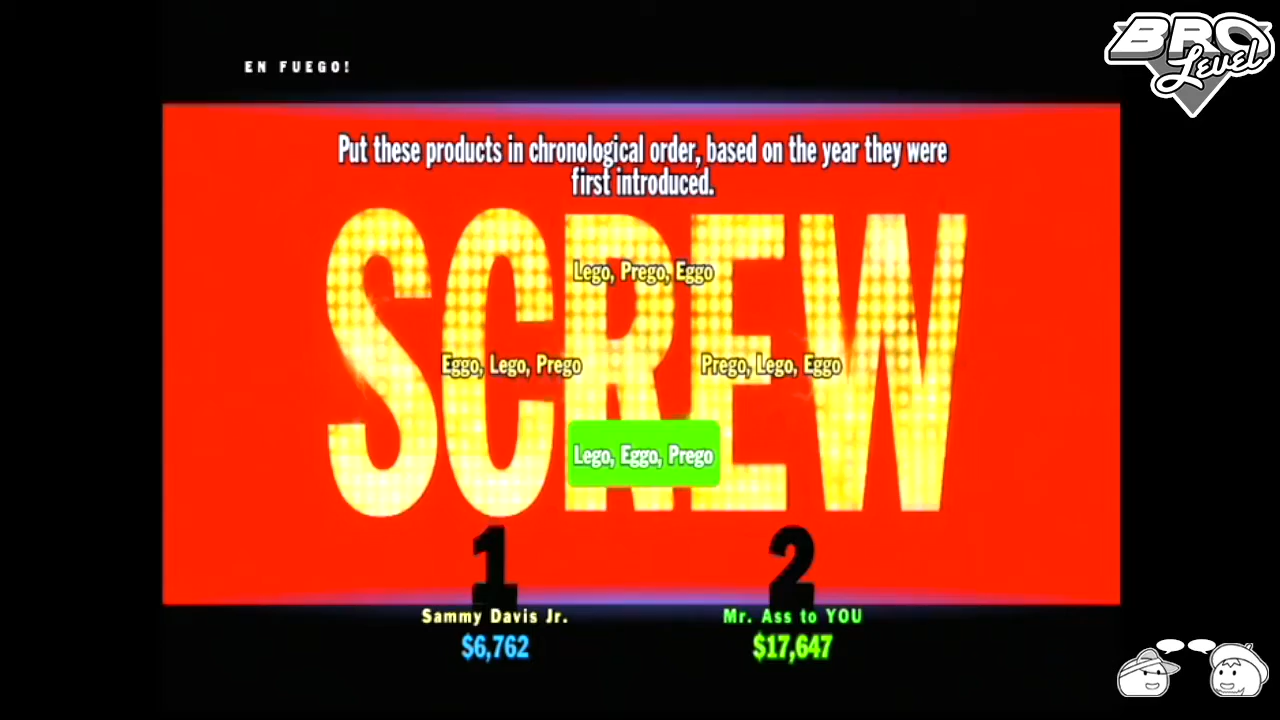 BRO
Level
EN FUEGO!
Put these products in chronological order, based on the year they were
first introduced.
SCREW
Lego, Prego, Eggo
Eggo, Lego, Prego
Prego, Lego, Eggo
Lego, Eggo, Prego
1
2
Sammy Davis Jr.
Mr. Ass to YOU
$6,762
$17,647